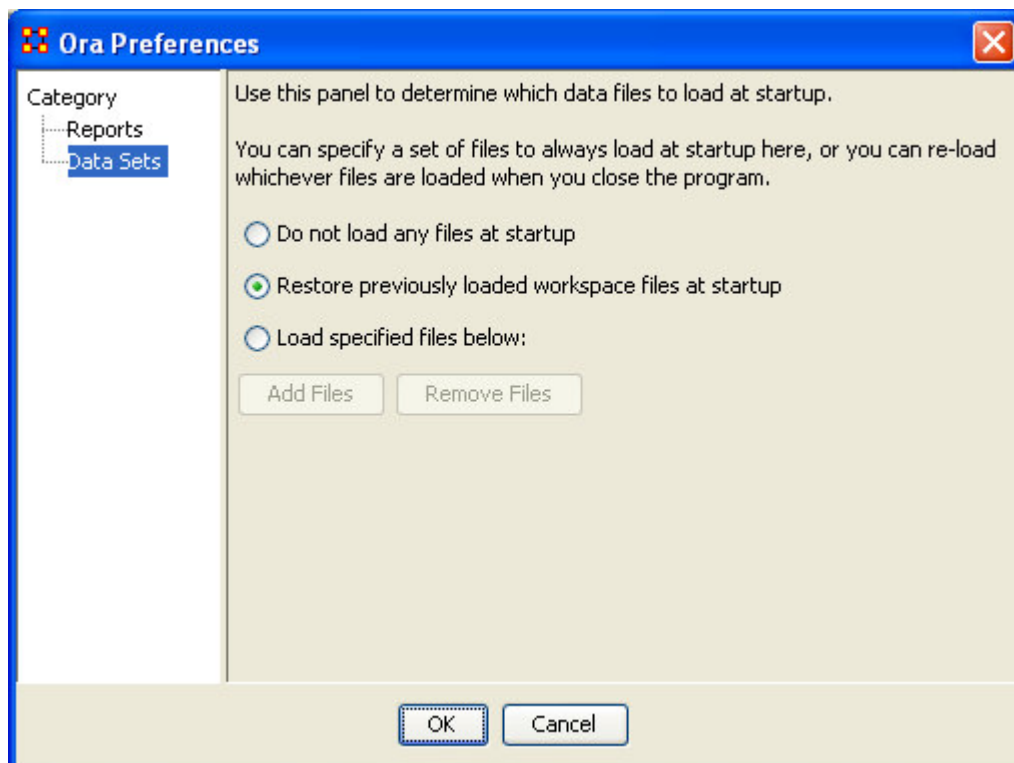 Ora Preferences
Category
Reports
Data Sets
Use this panel to determine which data files to load at startup.
You can specify a set of files to always load at startup here, or you can re-load
whichever files are loaded when you close the program.
Do not load any files at startup
Restore previously loaded workspace files at startup
Load specified files below:
Add Files
Remove Files
OK
Cancel